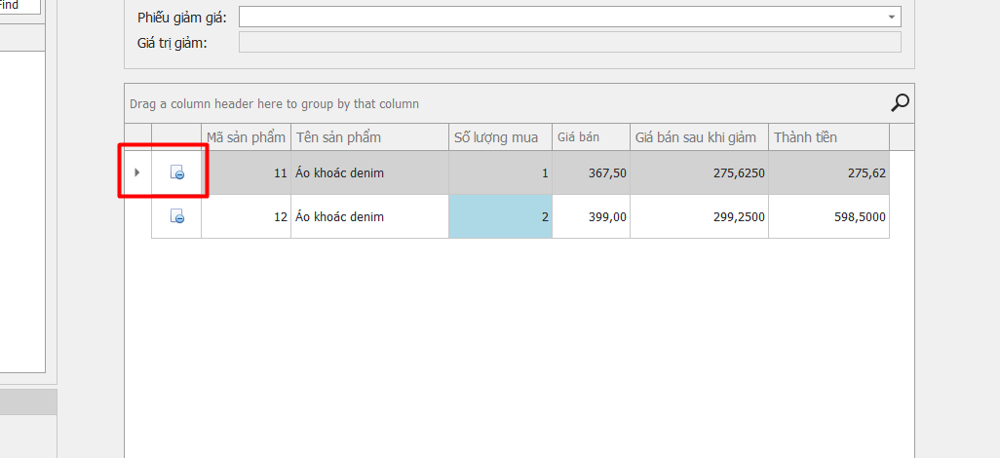 Find
Phiếu giảm giá:
Giá trị giảm:
Drag a column header here to group by that column
Mã sản phẩm Tên sản phẩm Số lượng mua Giá bán Giá bán sau khi giảm Thành tiền
11 Áo khoác denim 1 367,50 275,6250 275,62
12 Áo khoác denim 2 399,00 299,2500 598,5000